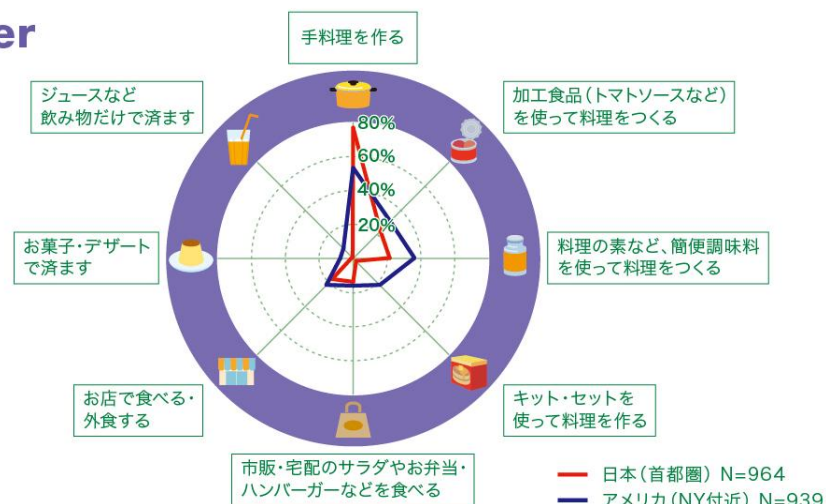 er
手料理を作る
ジュースなど
飲み物だけで済ます
加工食品（トマトソースなど）
を使って料理をつくる
80%
60%
40%
20%
お菓子・デザート
で済ます
料理の素など、簡便調味料
を使って料理をつくる
お店で食べる・
外食する
キット・セットを
使って料理を作る
市販・宅配のサラダやお弁当・
ハンバーガーなどを食べる
日本（首都圏） N=964
アメリカ（NY付近） N=939